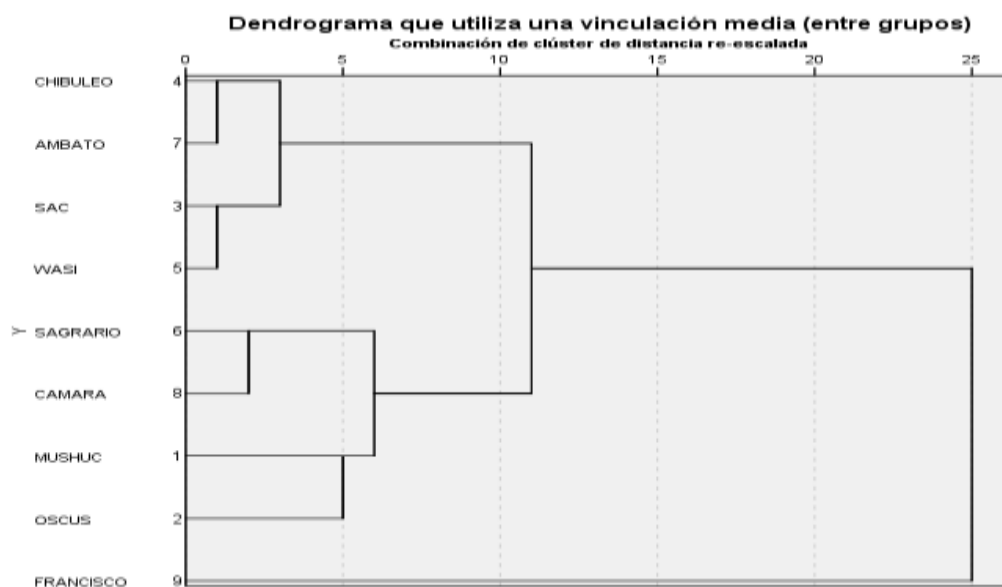 Dendrograma que utiliza una vinculación media (entre grupos)
Combinación de clúster de distancia re-escalada
0 5 10 15 20 25
CHIBULEO 4
AMBATO 7
SAC 3
WASI 5
Y
SAGRARIO 6
CAMARA 8
MUSHUC 1
OSCUS 2
FRANCISCO 9